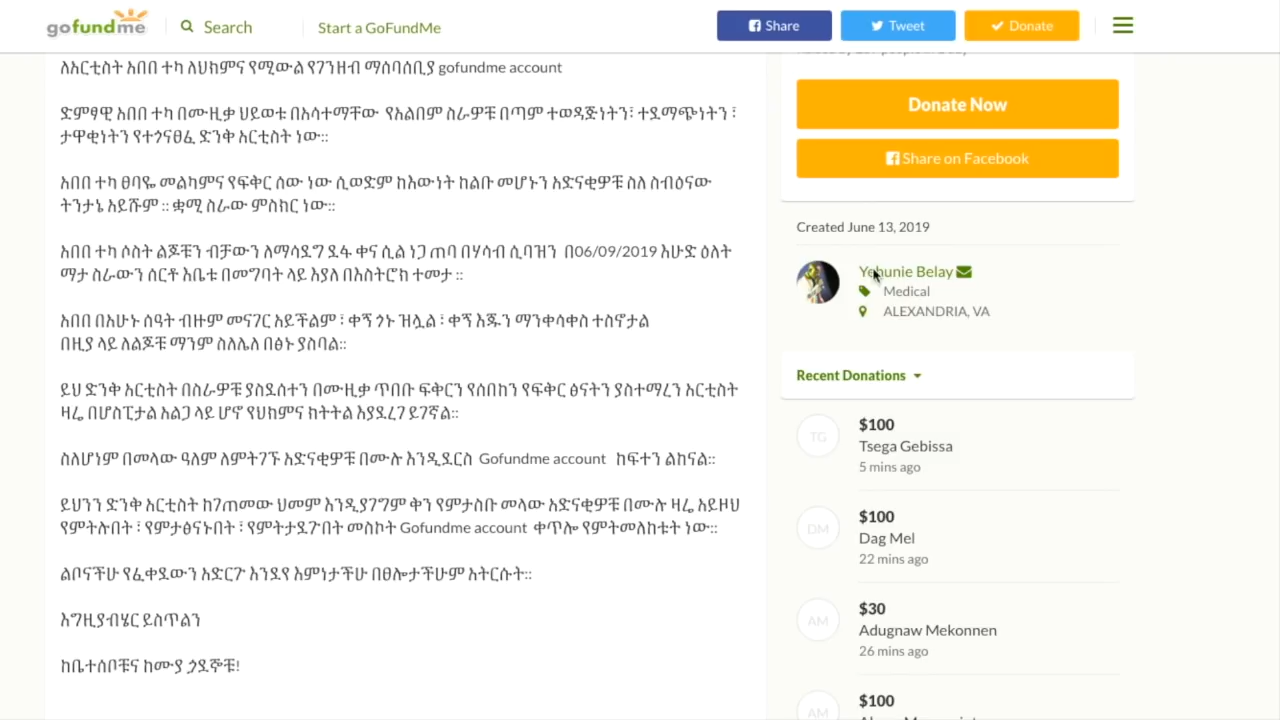 gofundme
Search
Start a GoFundMe
Share
Tweet
Donate
ለአርቲስት አበበ ተካ ለህክምና የሚውል የገንዘብ ማሰባሰቢያ gofundme account
ድምፃዊ አበበ ተካ በሙዚቃ ህይወቱ በአሳተማቸው የአልበም ስራዎቹ በጣም ተወዳጅነትን፣ ተደማጭነትን ፣
ታዋቂነትን የተጎናፀፈ ድንቅ አርቲስት ነው።
አበበ ተካ ፀባዬ መልካምና የፍቅር ሰው ነው ሲወድም ከእውነት ከልቡ መሆኑን አድናቂዎቹ ስለ ስብዕናው
ትንታኔ አይሹም ። ቋሚ ስራው ምስክር ነው።
አበበ ተካ ሶስት ልጆቹን ብቻውን ለማሳደግ ደፋ ቀና ሲል ነጋ ጠባ በሃሳብ ሲባዝን በ06/09/2019 እሁድ ዕለት
ማታ ስራውን ሰርቶ እቤቱ በመግባት ላይ እያለ በእስትሮክ ተመታ ።
አበበ በአሁኑ ሰዓት ብዙም መናገር አይችልም ፣ ቀኝ ጎኑ ዝሏል ፣ ቀኝ እጁን ማንቀሳቀስ ተስኖታል
በዚያ ላይ ለልጆቹ ማንም ስለሌለ በፅኑ ያስባል።
ይህ ድንቅ አርቲስት በስራዎቹ ያስደሰተን በሙዚቃ ጥበቡ ፍቅርን የሰበከን የፍቅር ፅናትን ያስተማረን አርቲስት
ዛሬ በሆስፒታል አልጋ ላይ ሆኖ የህክምና ክትትል እያደረገ ይገኛል።
ስለሆነም በመላው ዓለም ለምትገኙ አድናቂዎቹ በሙሉ እንዲደርስ Gofundme account ከፍተን ልከናል።
ይህንን ድንቅ አርቲስት ከገጠመው ህመም እንዲያገግም ቅን የምታስቡ መላው አድናቂዎቹ በሙሉ ዛሬ አይዞህ
የምትሉበት ፣ የምታፅናኑበት ፣ የምትታደጉበት መስኮት Gofundme account ቀጥሎ የምትመለከቱት ነው።
ልቦናችሁ የፈቀደውን አድርጉ እንደየ እምነታችሁ በፀሎታችሁም አትርሱት።
እግዚያብሄር ይስጥልን
ከቤተሰቦቹና ከሙያ ጎደኞቹ!
Donate Now
Share on Facebook
Created June 13, 2019
Yehunie Belay
Medical
ALEXANDRIA, VA
Recent Donations
TG
$100
Tsega Gebissa
5 mins ago
DM
$100
Dag Mel
22 mins ago
AM
$30
Adugnaw Mekonnen
26 mins ago
AM
$100